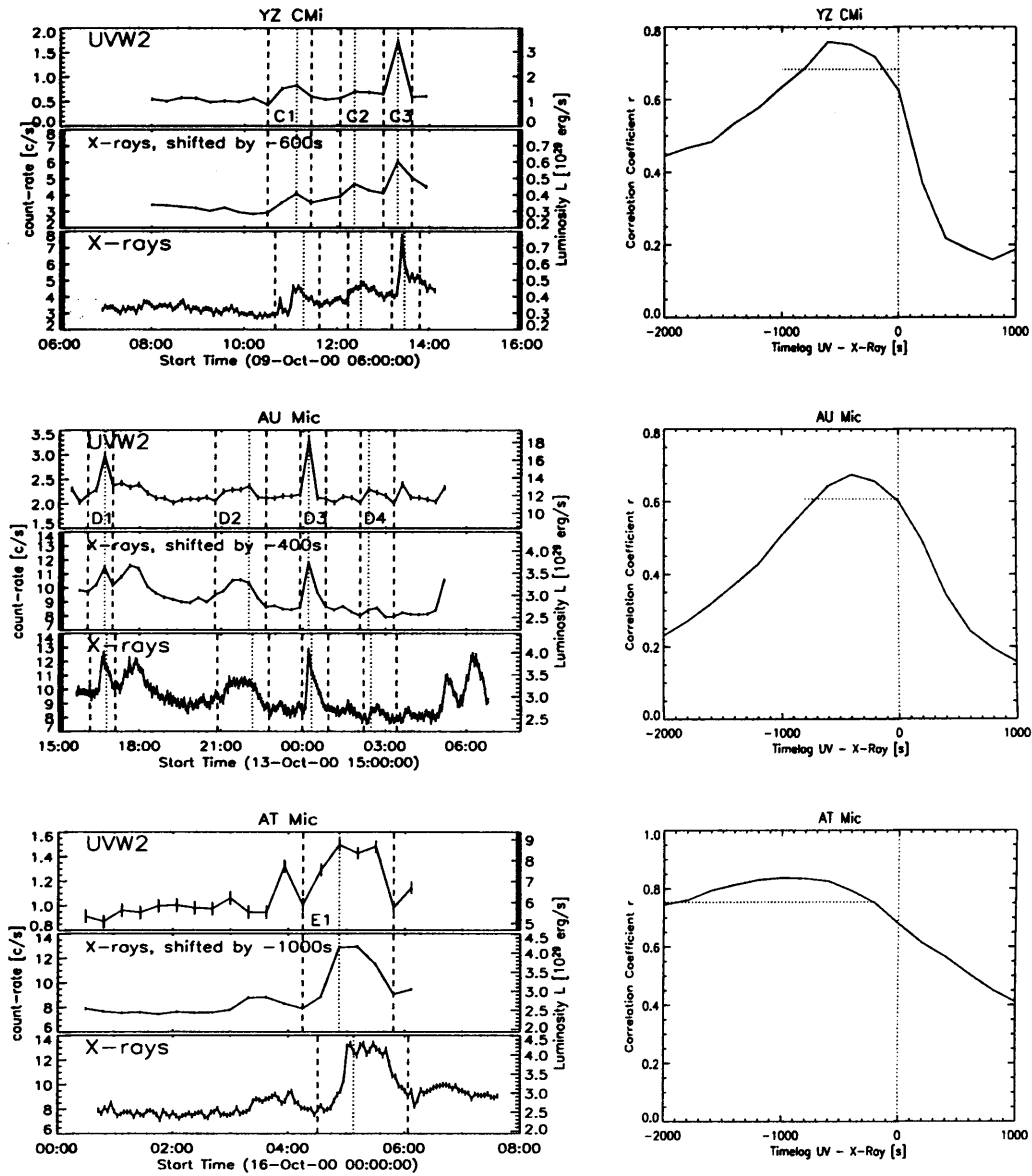 YZ CMi
UVW2
2.0
1.5
1.0
0.5
0.0
3
2
1
0
C1 C2 C3
X-rays, shifted by -600s
6
5
4
3
2
0.6
0.5
0.4
0.3
0.2
X-rays
8
7
6
5
4
3
2
0.7
0.6
0.5
0.4
0.3
0.2
count-rate [c/s]
Luminosity L [10²⁹ erg/s]
06:00 08:00 10:00 12:00 14:00 16:00
Start Time (09-Oct-00 06:00:00)
YZ CMi
0.8
0.6
0.4
0.2
0.0
Correlation Coefficient r
-2000 -1000 0 1000
Timelag UV - X-Ray [s]
AU Mic
UVW2
3.5
3.0
2.5
2.0
1.5
18
16
14
12
10
D1 D2 D3 D4
X-rays, shifted by -400s
12
11
10
9
8
7
4.0
3.5
3.0
2.5
X-rays
14
13
12
11
10
9
8
7
4.0
3.5
3.0
2.5
count-rate [c/s]
Luminosity L [10²⁹ erg/s]
15:00 18:00 21:00 00:00 03:00 06:00
Start Time (13-Oct-00 15:00:00)
AU Mic
0.8
0.6
0.4
0.2
0.0
Correlation Coefficient r
-2000 -1000 0 1000
Timelag UV - X-Ray [s]
AT Mic
UVW2
1.6
1.4
1.2
1.0
0.8
9
8
7
6
5
E1
X-rays, shifted by -1000s
14
12
10
8
6
4.5
4.0
3.5
3.0
2.5
2.0
X-rays
14
12
10
8
6
4.5
4.0
3.5
3.0
2.5
2.0
count-rate [c/s]
Luminosity L [10²⁹ erg/s]
00:00 02:00 04:00 06:00 08:00
Start Time (16-Oct-00 00:00:00)
AT Mic
1.0
0.8
0.6
0.4
0.2
0.0
Correlation Coefficient r
-2000 -1000 0 1000
Timelag UV - X-Ray [s]